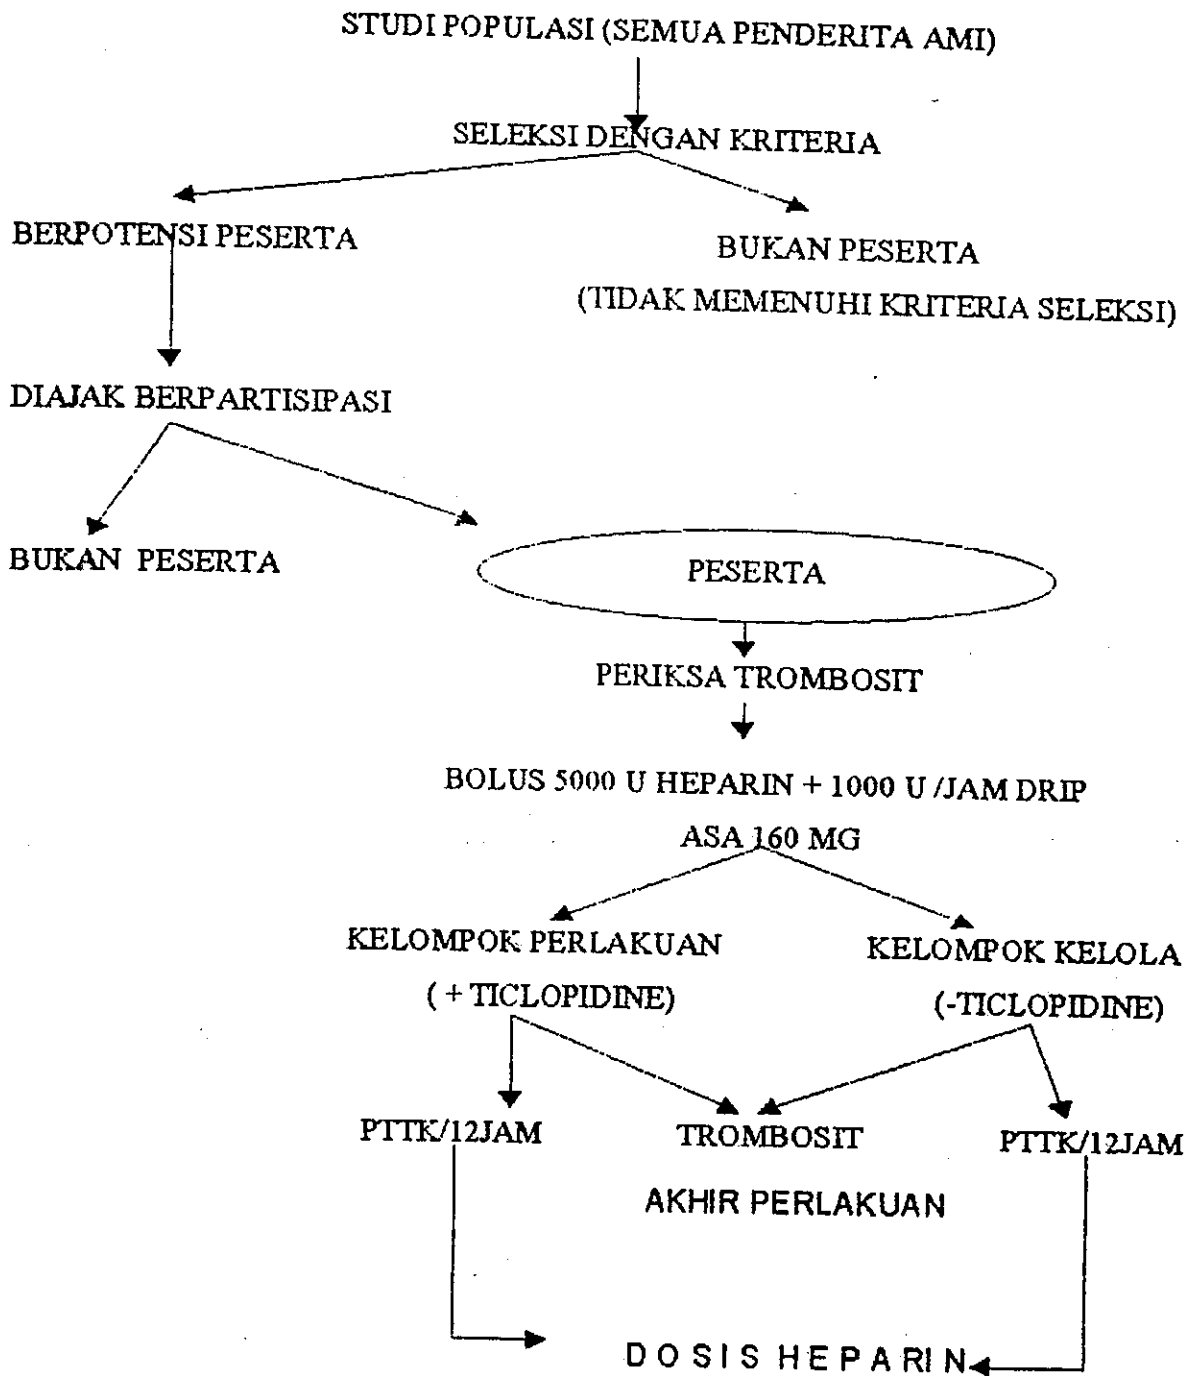 STUDI POPULASI (SEMUA PENDERITA AMI)
SELEKSI DENGAN KRITERIA
BERPOTENSI PESERTA
BUKAN PESERTA
(TIDAK MEMENUHI KRITERIA SELEKSI)
DIAJAK BERPARTISIPASI
BUKAN PESERTA
PESERTA
PERIKSA TROMBOSIT
BOLUS 5000 U HEPARIN + 1000 U /JAM DRIP
ASA 160 MG
KELOMPOK PERLAKUAN
( + TICLOPIDINE)
KELOMPOK KELOLA
(-TICLOPIDINE)
PTTK/12JAM
TROMBOSIT
PTTK/12JAM
AKHIR PERLAKUAN
DOSIS HEPARIN